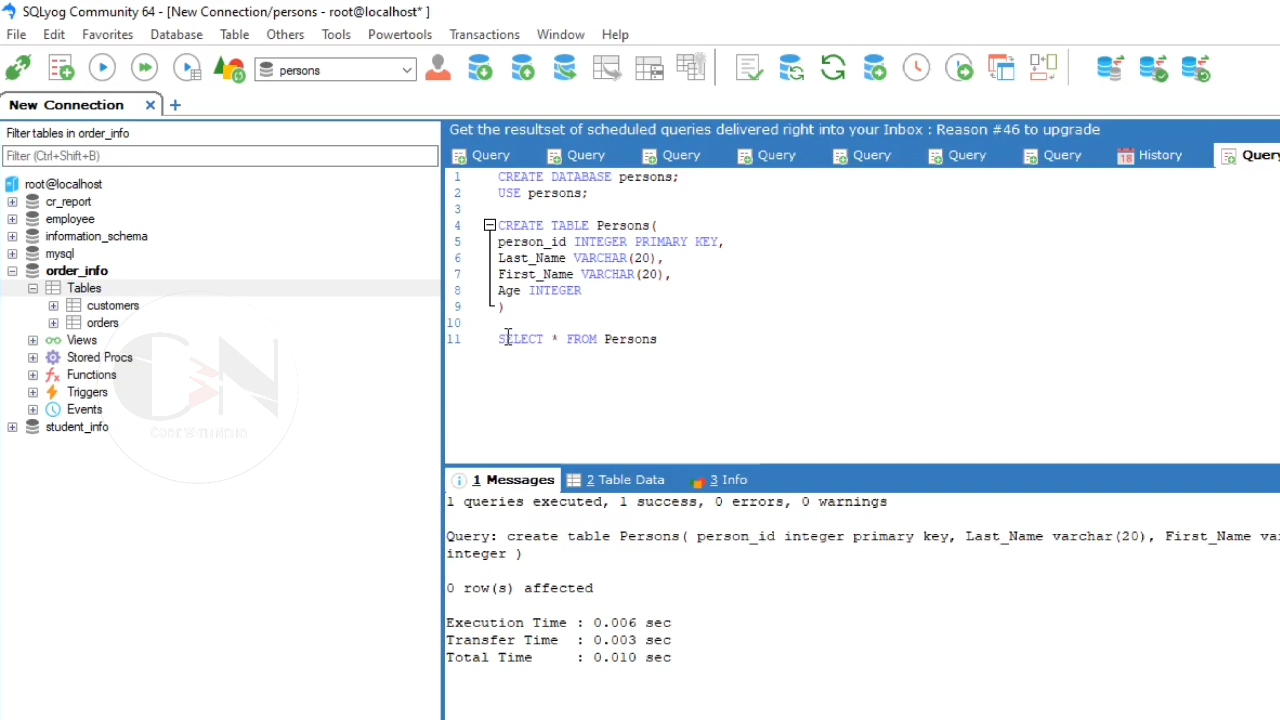 SQLyog Community 64 - [New Connection/persons - root@localhost* ]
File Edit Favorites Database Table Others Tools Powertools Transactions Window Help
persons
New Connection
Filter tables in order_info
Filter (Ctrl+Shift+B)
root@localhost
cr_report
employee
information_schema
mysql
order_info
Tables
customers
orders
Views
Stored Procs
Functions
Triggers
Events
student_info
Get the resultset of scheduled queries delivered right into your Inbox : Reason #46 to upgrade
Query Query Query Query Query Query Query 18 History Query
1 CREATE DATABASE persons;
2 USE persons;
3
4 CREATE TABLE Persons(
5 person_id INTEGER PRIMARY KEY,
6 Last_Name VARCHAR(20),
7 First_Name VARCHAR(20),
8 Age INTEGER
9 )
10
11 SELECT * FROM Persons
1 Messages 2 Table Data 3 Info
1 queries executed, 1 success, 0 errors, 0 warnings
Query: create table Persons( person_id integer primary key, Last_Name varchar(20), First_Name va
integer )
0 row(s) affected
Execution Time : 0.006 sec
Transfer Time : 0.003 sec
Total Time : 0.010 sec